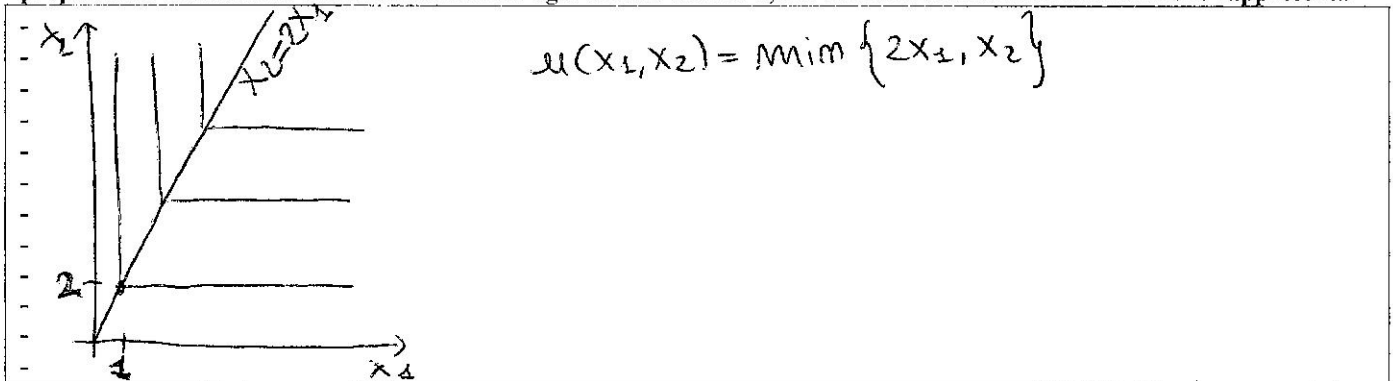 x₂
x₂=2x₁
u(x₁,x₂) = min {2x₁, x₂}
2
1
x₁